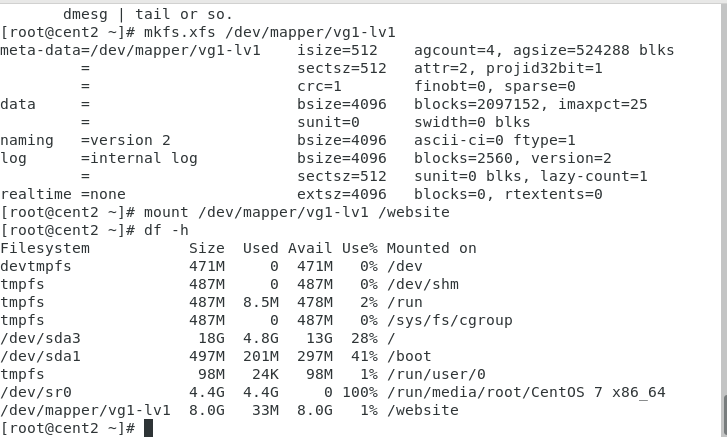 dmesg | tail or so.
[root@cent2 ~]# mkfs.xfs /dev/mapper/vg1-lv1
meta-data=/dev/mapper/vg1-lv1    isize=512    agcount=4, agsize=524288 blks
         =                       sectsz=512   attr=2, projid32bit=1
         =                       crc=1        finobt=0, sparse=0
data     =                       bsize=4096   blocks=2097152, imaxpct=25
         =                       sunit=0      swidth=0 blks
naming   =version 2              bsize=4096   ascii-ci=0 ftype=1
log      =internal log           bsize=4096   blocks=2560, version=2
         =                       sectsz=512   sunit=0 blks, lazy-count=1
realtime =none                   extsz=4096   blocks=0, rtextents=0
[root@cent2 ~]# mount /dev/mapper/vg1-lv1 /website
[root@cent2 ~]# df -h
Filesystem           Size  Used Avail Use% Mounted on
devtmpfs             471M     0  471M   0% /dev
tmpfs                487M     0  487M   0% /dev/shm
tmpfs                487M  8.5M  478M   2% /run
tmpfs                487M     0  487M   0% /sys/fs/cgroup
/dev/sda3             18G  4.8G   13G  28% /
/dev/sda1            497M  201M  297M  41% /boot
tmpfs                 98M   24K   98M   1% /run/user/0
/dev/sr0             4.4G  4.4G     0 100% /run/media/root/CentOS 7 x86_64
/dev/mapper/vg1-lv1  8.0G   33M  8.0G   1% /website
[root@cent2 ~]#